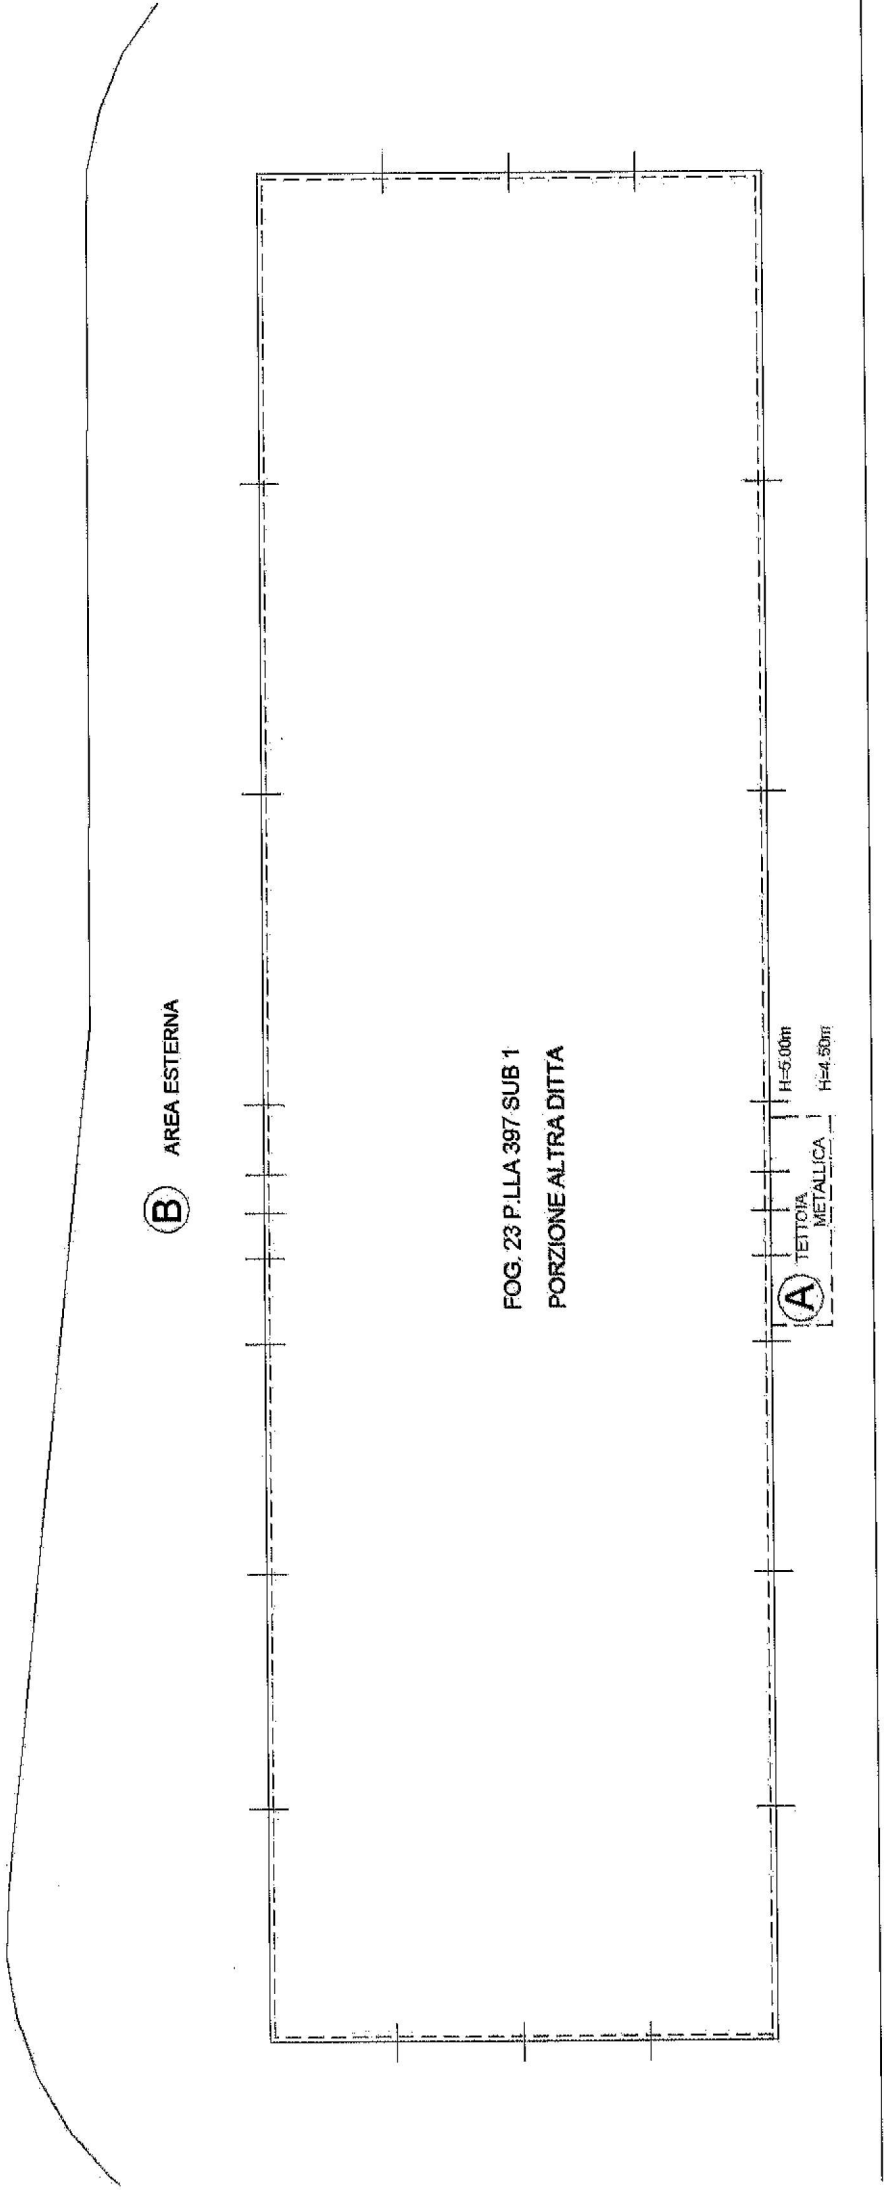 B
AREA ESTERNA
FOG. 23 P.LLA 397 SUB 1
PORZIONE ALTRA DITTA
H=5.00m
H=4.50m
A
TETTOIA
METALLICA